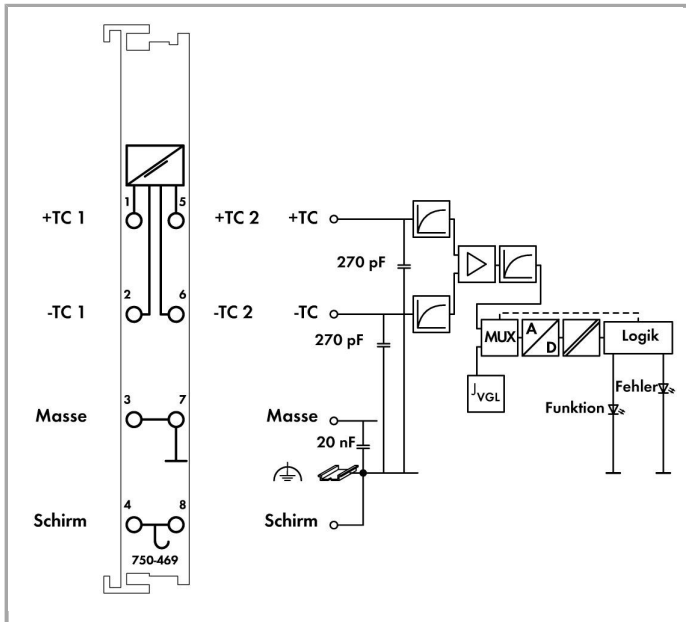 1 5
+TC 1 +TC 2 +TC
270 pF
2 6
-TC 1 -TC 2 -TC
270 pF
MUX A D Logik
JVGL
Fehler
Funktion
3 7
Masse Masse
20 nF
4 8
Schirm Schirm
750-469